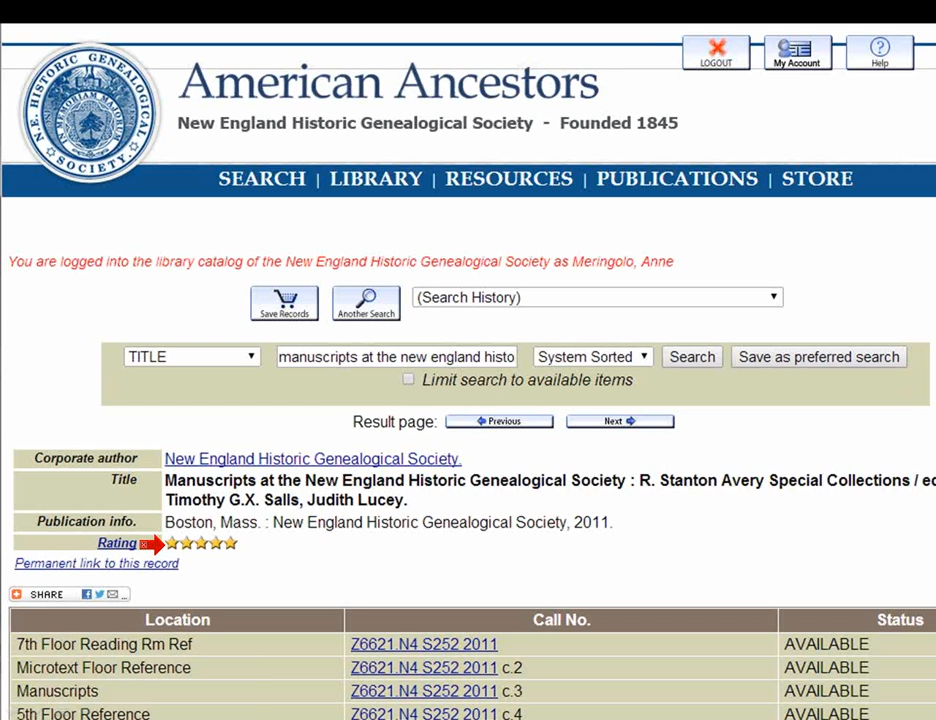 N.E. HISTORIC GENEALOGICAL SOCIETY
IN MEMORIAM MAJORUM
LOGOUT
My Account
?
Help
American Ancestors
New England Historic Genealogical Society - Founded 1845
SEARCH | LIBRARY | RESOURCES | PUBLICATIONS | STORE
You are logged into the library catalog of the New England Historic Genealogical Society as Meringolo, Anne
Save Records
Another Search
(Search History)
TITLE
manuscripts at the new england histo
System Sorted
Search
Save as preferred search
Limit search to available items
Result page: Previous Next
Corporate author New England Historic Genealogical Society.
Title Manuscripts at the New England Historic Genealogical Society : R. Stanton Avery Special Collections / ed
Timothy G.X. Salls, Judith Lucey.
Publication info. Boston, Mass. : New England Historic Genealogical Society, 2011.
Rating
Permanent link to this record
SHARE ...
Location Call No. Status
7th Floor Reading Rm Ref Z6621.N4 S252 2011 AVAILABLE
Microtext Floor Reference Z6621.N4 S252 2011 c.2 AVAILABLE
Manuscripts Z6621.N4 S252 2011 c.3 AVAILABLE
5th Floor Reference Z6621.N4 S252 2011 c.4 AVAILABLE